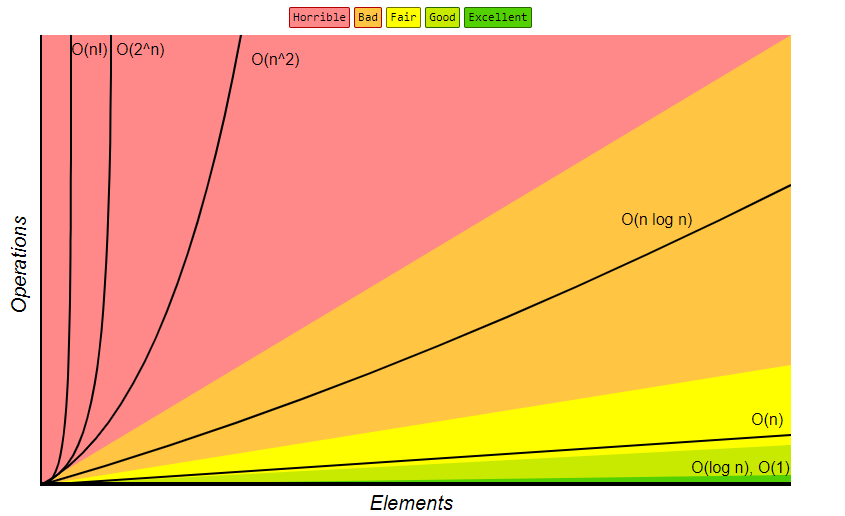 Horrible Bad Fair Good Excellent
O(n!) O(2^n)
O(n^2)
O(n log n)
O(n)
O(log n), O(1)
Operations
Elements